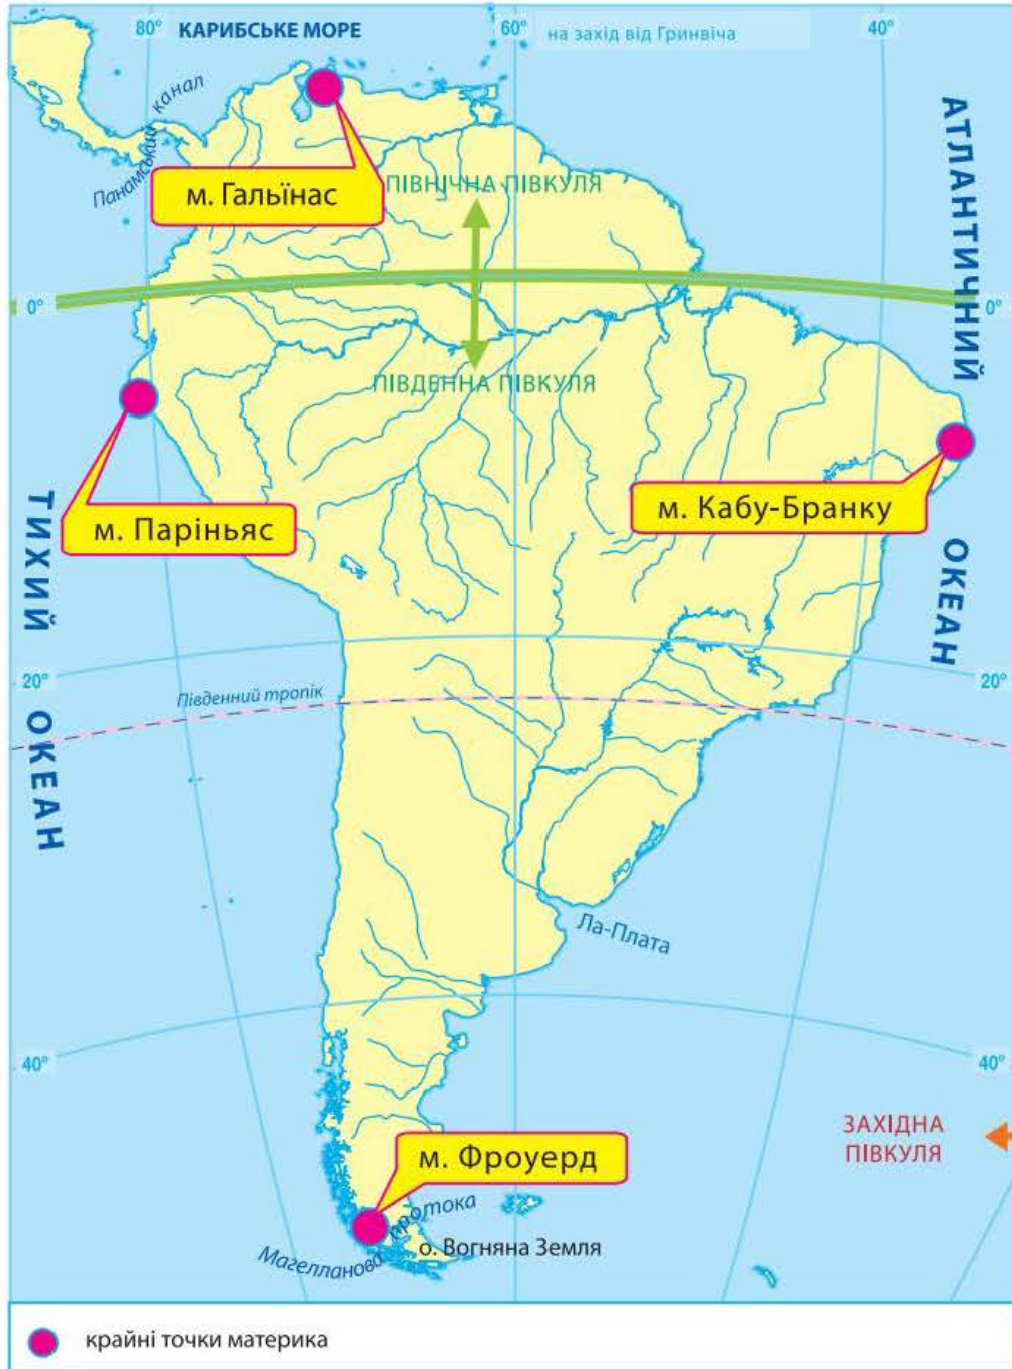 80°
КАРИБСЬКЕ МОРЕ
60°
на захід від Гринвіча
40°
Панамський канал
АТЛАНТИЧНИЙ
м. Гальїнас
ПІВНІЧНА ПІВКУЛЯ
0°
0°
ПІВДЕННА ПІВКУЛЯ
м. Паріньяс
м. Кабу-Бранку
ТИХИЙ
ОКЕАН
20°
20°
Південний тропік
ОКЕАН
Ла-Плата
40°
40°
ЗАХІДНА
ПІВКУЛЯ
м. Фроуерд
Магелланова протока
о. Вогняна Земля
крайні точки материка